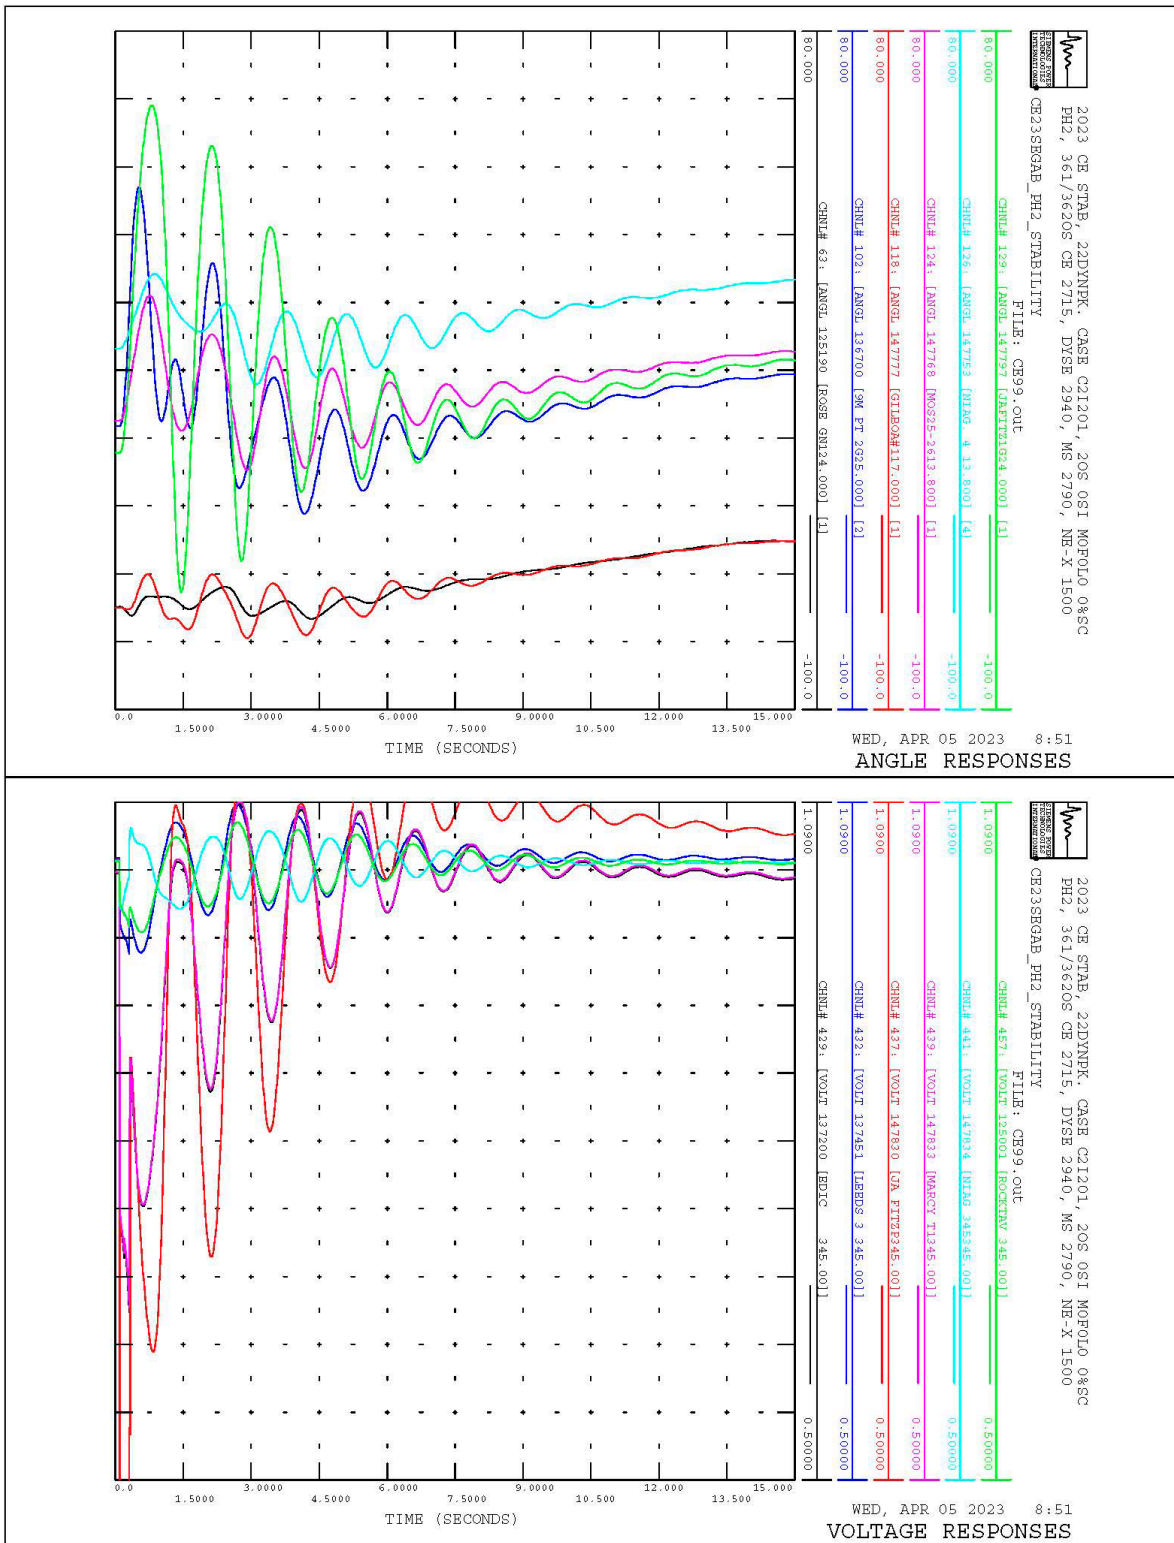 SIEMENS POWER
TECHNOLOGIES
INTERNATIONAL
2023 CE STAB, 22DYNPK. CASE C2I201, 2OS 0SI MOFOLO 0%SC
PH2, 361/362OS CE 2715, DYSE 2940, MS 2790, NE-X 1500
CE23SEGAB_PH2_STABILITY
FILE: CE99.out
CHNL# 129: [ANGL 147797 [JAFITZ1G24.000] [1]
80.000 -100.0
CHNL# 126: [ANGL 147753 [NIAG. 4 13.800] [4]
80.000 -100.0
CHNL# 124: [ANGL 147768 [MOS25-2613.800] [1]
80.000 -100.0
CHNL# 118: [ANGL 147777 [GILBOA#117.000] [1]
80.000 -100.0
CHNL# 102: [ANGL 136700 [9M PT 2G25.000] [2]
80.000 -100.0
CHNL# 63: [ANGL 125190 [ROSE GN124.000] [1]
80.000 -100.0
0.0 1.5000 3.0000 4.5000 6.0000 7.5000 9.0000 10.500 12.000 13.500 15.000
TIME (SECONDS)
WED, APR 05 2023 8:51
ANGLE RESPONSES
SIEMENS POWER
TECHNOLOGIES
INTERNATIONAL
2023 CE STAB, 22DYNPK. CASE C2I201, 2OS 0SI MOFOLO 0%SC
PH2, 361/362OS CE 2715, DYSE 2940, MS 2790, NE-X 1500
CE23SEGAB_PH2_STABILITY
FILE: CE99.out
CHNL# 457: [VOLT 125001 [ROCKTAV 345.00]]
1.0900 0.50000
CHNL# 441: [VOLT 147834 [NIAG 345345.00]]
1.0900 0.50000
CHNL# 439: [VOLT 147833 [MARCY T1345.00]]
1.0900 0.50000
CHNL# 437: [VOLT 147830 [JA FITZP345.00]]
1.0900 0.50000
CHNL# 432: [VOLT 137451 [LEEDS 3 345.00]]
1.0900 0.50000
CHNL# 429: [VOLT 137200 [EDIC 345.00]]
1.0900 0.50000
0.0 1.5000 3.0000 4.5000 6.0000 7.5000 9.0000 10.500 12.000 13.500 15.000
TIME (SECONDS)
WED, APR 05 2023 8:51
VOLTAGE RESPONSES